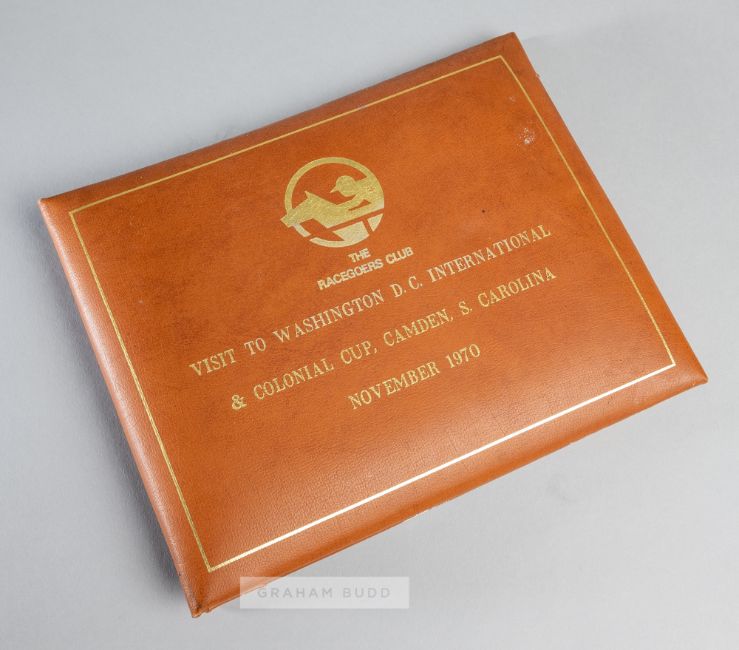 THE
RACEGOERS CLUB
VISIT TO WASHINGTON D.C. INTERNATIONAL
& COLONIAL CUP, CAMDEN, S. CAROLINA
NOVEMBER 1970
GRAHAM BUDD